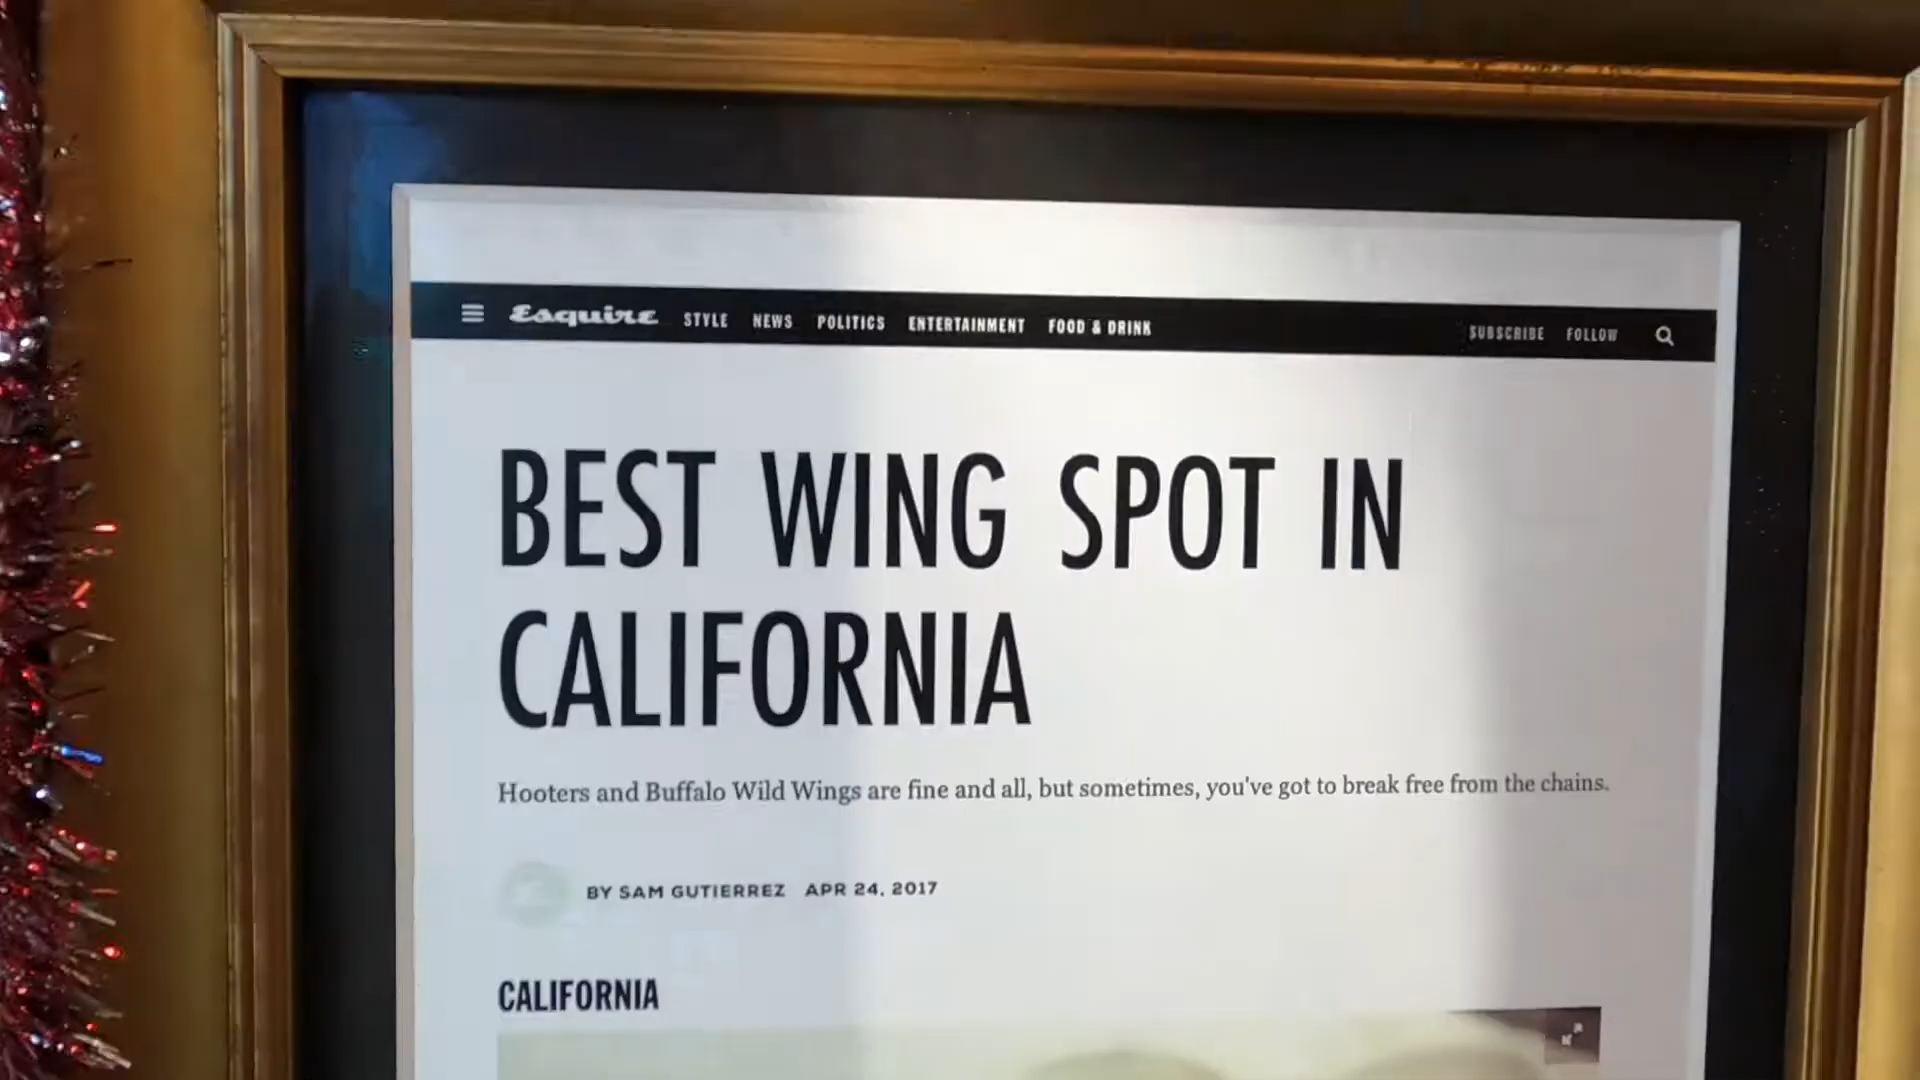 Esquire STYLE NEWS POLITICS ENTERTAINMENT FOOD & DRINK SUBSCRIBE FOLLOW
BEST WING SPOT IN
CALIFORNIA
Hooters and Buffalo Wild Wings are fine and all, but sometimes, you've got to break free from the chains.
BY SAM GUTIERREZ APR 24, 2017
CALIFORNIA